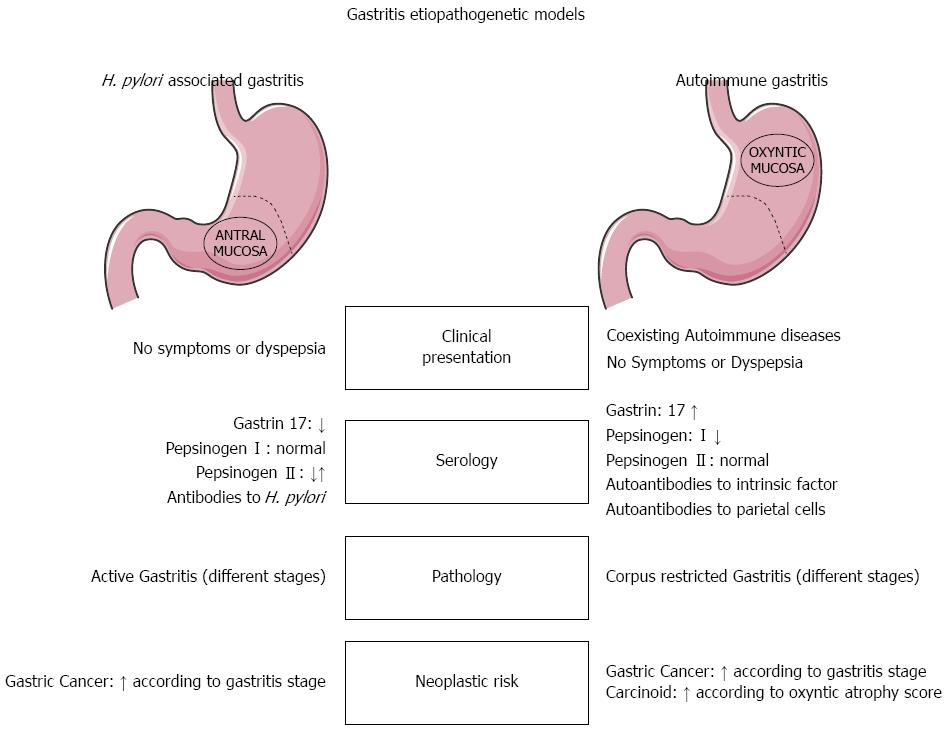 Gastritis etiopathogenetic models
H. pylori associated gastritis
Autoimmune gastritis
ANTRAL
MUCOSA
OXYNTIC
MUCOSA
No symptoms or dyspepsia
Clinical
presentation
Coexisting Autoimmune diseases
No Symptoms or Dyspepsia
Gastrin 17: ↓
Pepsinogen Ⅰ: normal
Pepsinogen Ⅱ: ↓↑
Antibodies to H. pylori
Serology
Gastrin: 17 ↑
Pepsinogen: Ⅰ ↓
Pepsinogen Ⅱ: normal
Autoantibodies to intrinsic factor
Autoantibodies to parietal cells
Active Gastritis (different stages)
Pathology
Corpus restricted Gastritis (different stages)
Gastric Cancer: ↑ according to gastritis stage
Neoplastic risk
Gastric Cancer: ↑ according to gastritis stage
Carcinoid: ↑ according to oxyntic atrophy score